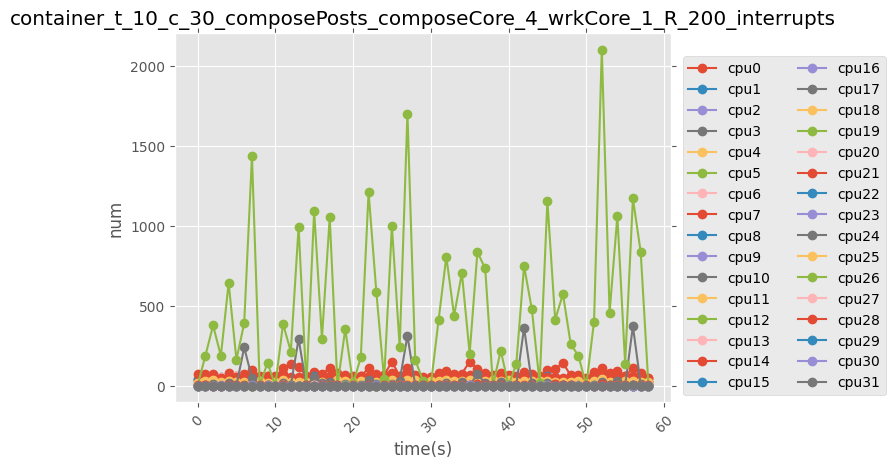 container_t_10_c_30_composePosts_composeCore_4_wrkCore_1_R_200_interrupts
num
2000
1500
1000
500
0
0
10
20
30
40
50
60
time(s)
cpu0
cpu1
cpu2
cpu3
cpu4
cpu5
cpu6
cpu7
cpu8
cpu9
cpu10
cpu11
cpu12
cpu13
cpu14
cpu15
cpu16
cpu17
cpu18
cpu19
cpu20
cpu21
cpu22
cpu23
cpu24
cpu25
cpu26
cpu27
cpu28
cpu29
cpu30
cpu31